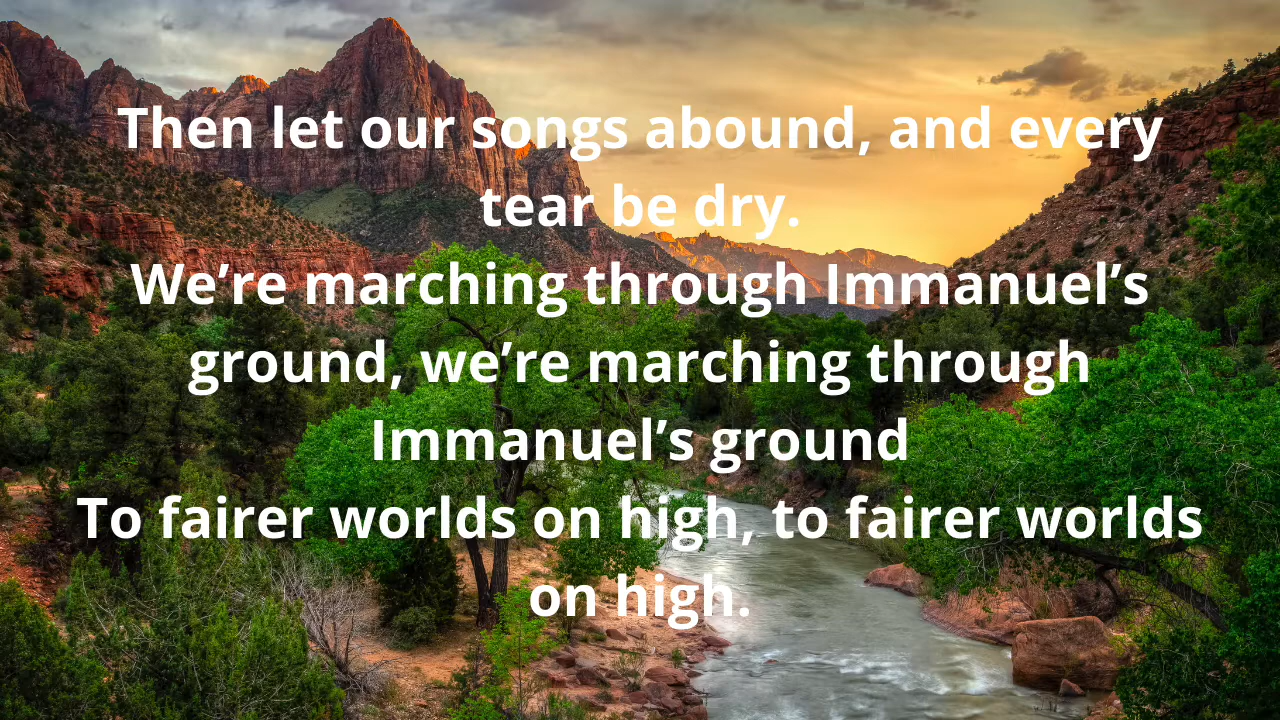 Then let our songs abound, and every
tear be dry.
We’re marching through Immanuel’s
ground, we’re marching through
Immanuel’s ground
To fairer worlds on high, to fairer worlds
on high.